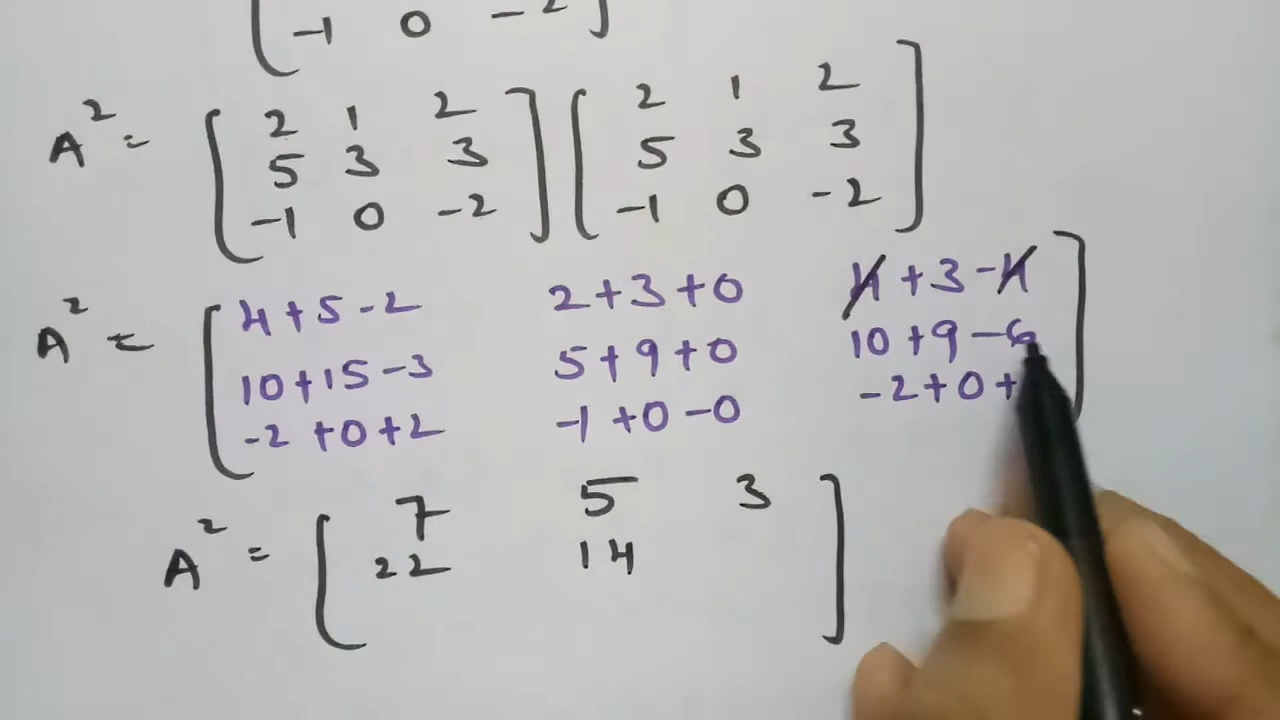 -1 0 -2
A² = [ 2 1 2 ] [ 2 1 2 ]
5 3 3 5 3 3
-1 0 -2 -1 0 -2
A² = [ 4+5-2 2+3+0 4+3-4 ]
10+15-3 5+9+0 10+9-6
-2+0+2 -1+0-0 -2+0+
A² = [ 7 5 3 ]
22 14